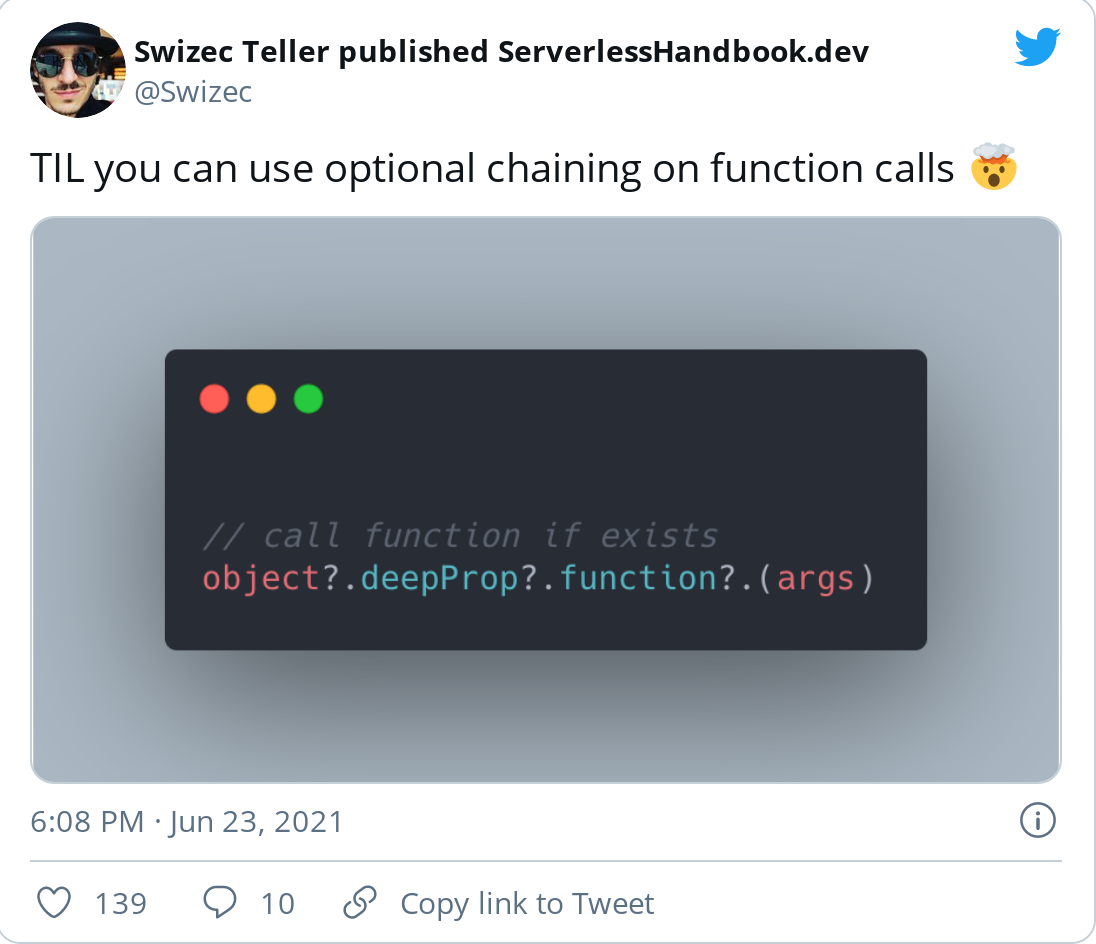 Swizec Teller published ServerlessHandbook.dev
@Swizec
TIL you can use optional chaining on function calls 🤯
// call function if exists
object?.deepProp?.function?.(args)
6:08 PM · Jun 23, 2021
139 10 Copy link to Tweet